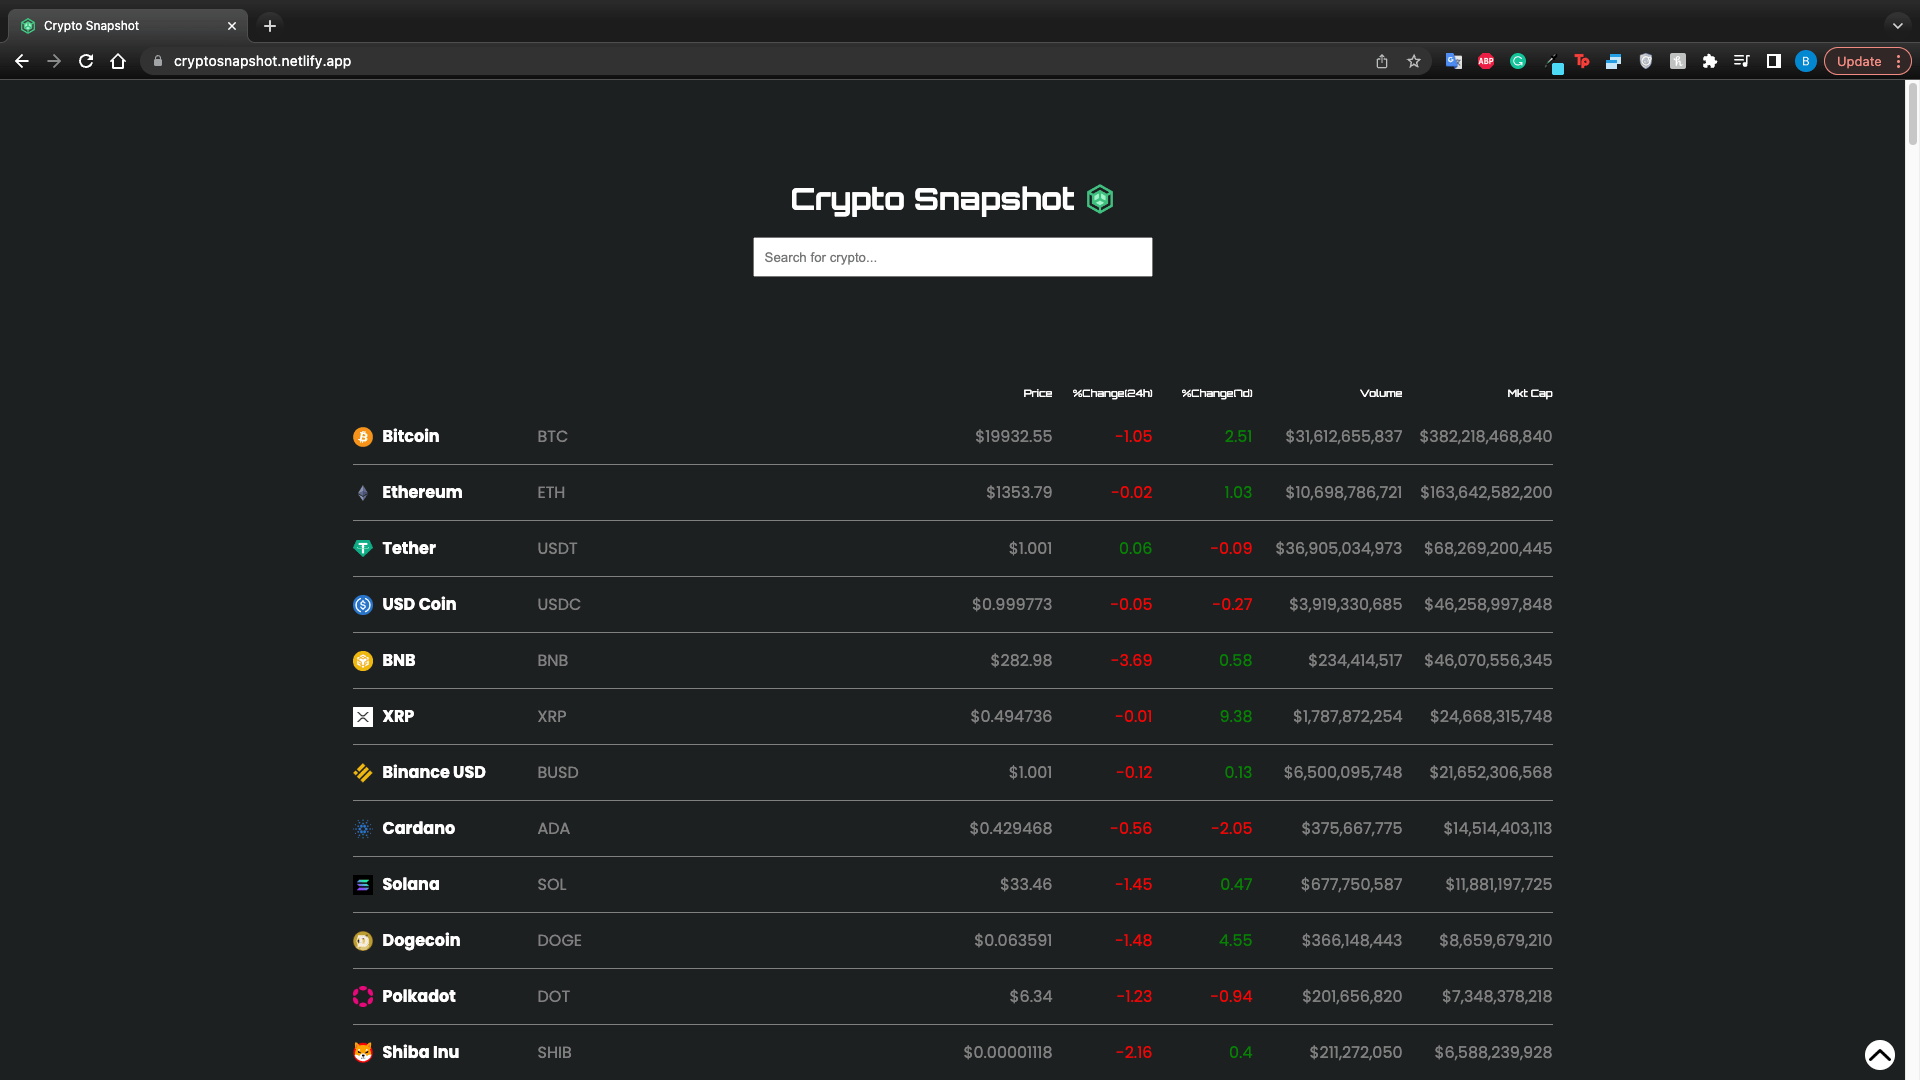 Crypto Snapshot
cryptosnapshot.netlify.app
ABP
Tp
B
Update
Crypto Snapshot
Search for crypto...
Price %Change(24h) %Change(7d) Volume Mkt Cap
Bitcoin BTC $19932.55 -1.05 2.51 $31,612,655,837 $382,218,468,840
Ethereum ETH $1353.79 -0.02 1.03 $10,698,786,721 $163,642,582,200
Tether USDT $1.001 0.06 -0.09 $36,905,034,973 $68,269,200,445
USD Coin USDC $0.999773 -0.05 -0.27 $3,919,330,685 $46,258,997,848
BNB BNB $282.98 -3.69 0.58 $234,414,517 $46,070,556,345
XRP XRP $0.494736 -0.01 9.38 $1,787,872,254 $24,668,315,748
Binance USD BUSD $1.001 -0.12 0.13 $6,500,095,748 $21,652,306,568
Cardano ADA $0.429468 -0.56 -2.05 $375,667,775 $14,514,403,113
Solana SOL $33.46 -1.45 0.47 $677,750,587 $11,881,197,725
Dogecoin DOGE $0.063591 -1.48 4.55 $366,148,443 $8,659,679,210
Polkadot DOT $6.34 -1.23 -0.94 $201,656,820 $7,348,378,218
Shiba Inu SHIB $0.00001118 -2.16 0.4 $211,272,050 $6,588,239,928